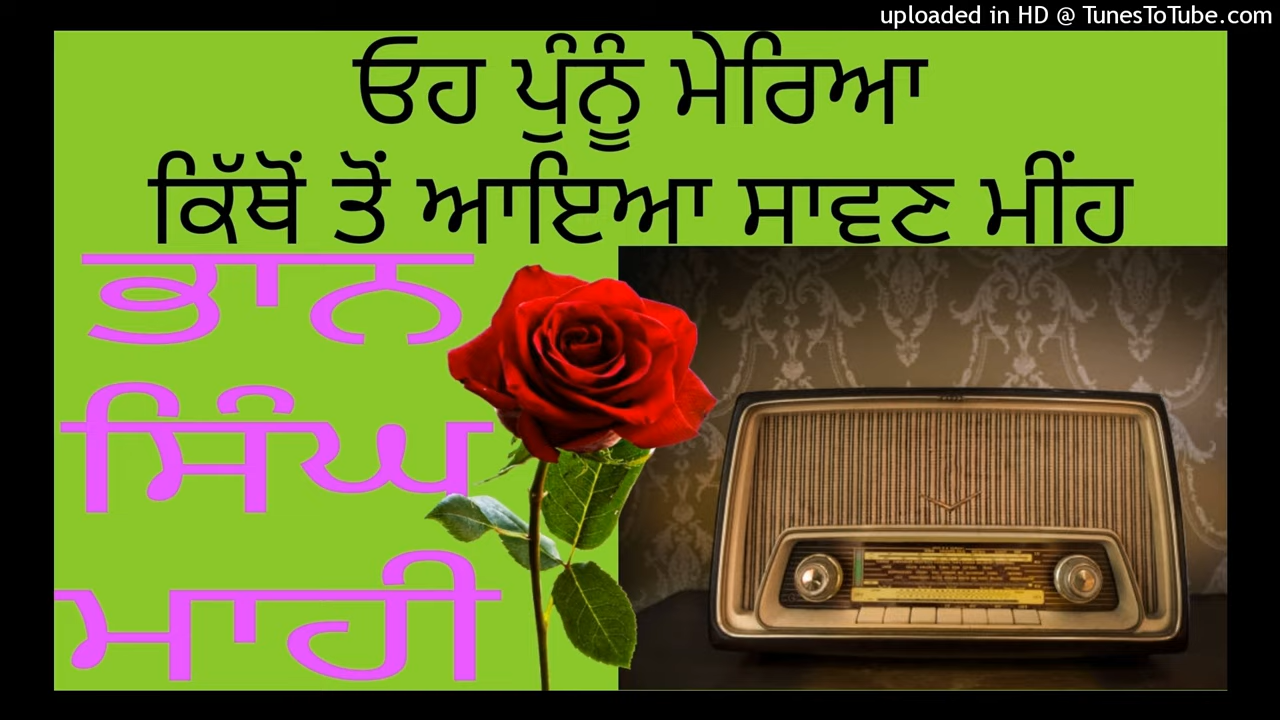 uploaded in HD @ TunesToTube.com
ਓਹ ਪੁੰਨੂੰ ਮੇਰਿਆ
ਕਿੱਥੋਂ ਤੋਂ ਆਇਆ ਸਾਵਣ ਮੀਂਹ
ਭਾਨ
ਸਿੰਘ
ਮਾਹੀ